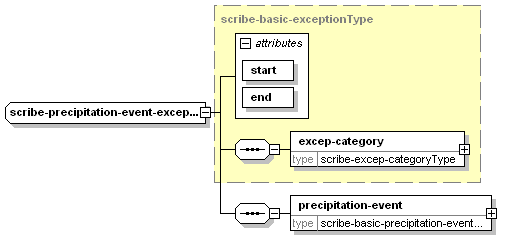 scribe-basic-exceptionType
attributes
start
end
scribe-precipitation-event-excep...
excep-category
type scribe-excep-categoryType
precipitation-event
type scribe-basic-precipitation-event...